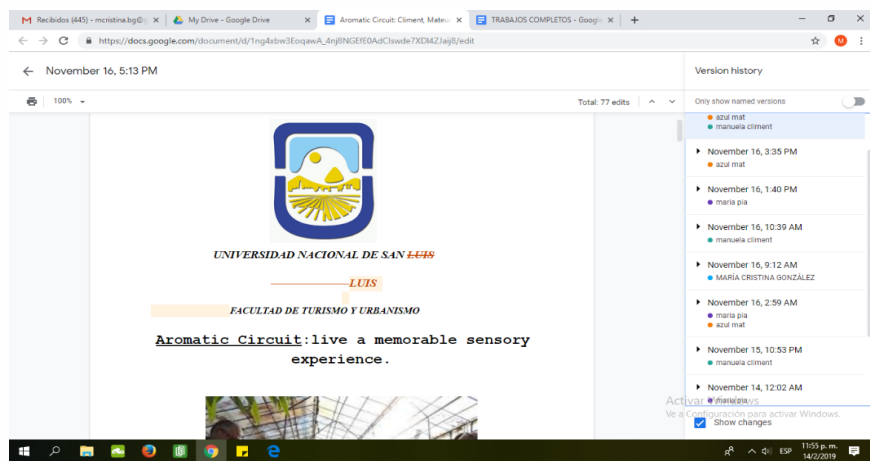 Recibidos (445) - mcristina.bg@g
My Drive - Google Drive
Aromatic Circuit: Climent, Mateu
TRABAJOS COMPLETOS - Googl
https://docs.google.com/document/d/1ng4xbw3EoqawA_4nj8NGEfE0AdCIswde7XDI4ZJaij8/edit
M
November 16, 5:13 PM
Version history
100%
Total: 77 edits
Only show named versions
azul mat
manuela climent
November 16, 3:35 PM
azul mat
November 16, 1:40 PM
maria pia
November 16, 10:39 AM
manuela climent
November 16, 9:12 AM
MARÍA CRISTINA GONZÁLEZ
November 16, 2:59 AM
maria pia
azul mat
November 15, 10:53 PM
manuela climent
November 14, 12:02 AM
maria pia
Show changes
UNIVERSIDAD NACIONAL DE SAN LUIS
LUIS
FACULTAD DE TURISMO Y URBANISMO
Aromatic Circuit:live a memorable sensory
experience.
Activar Windows
Ve a Configuración para activar Windows.
ESP
11:55 p. m.
14/2/2019